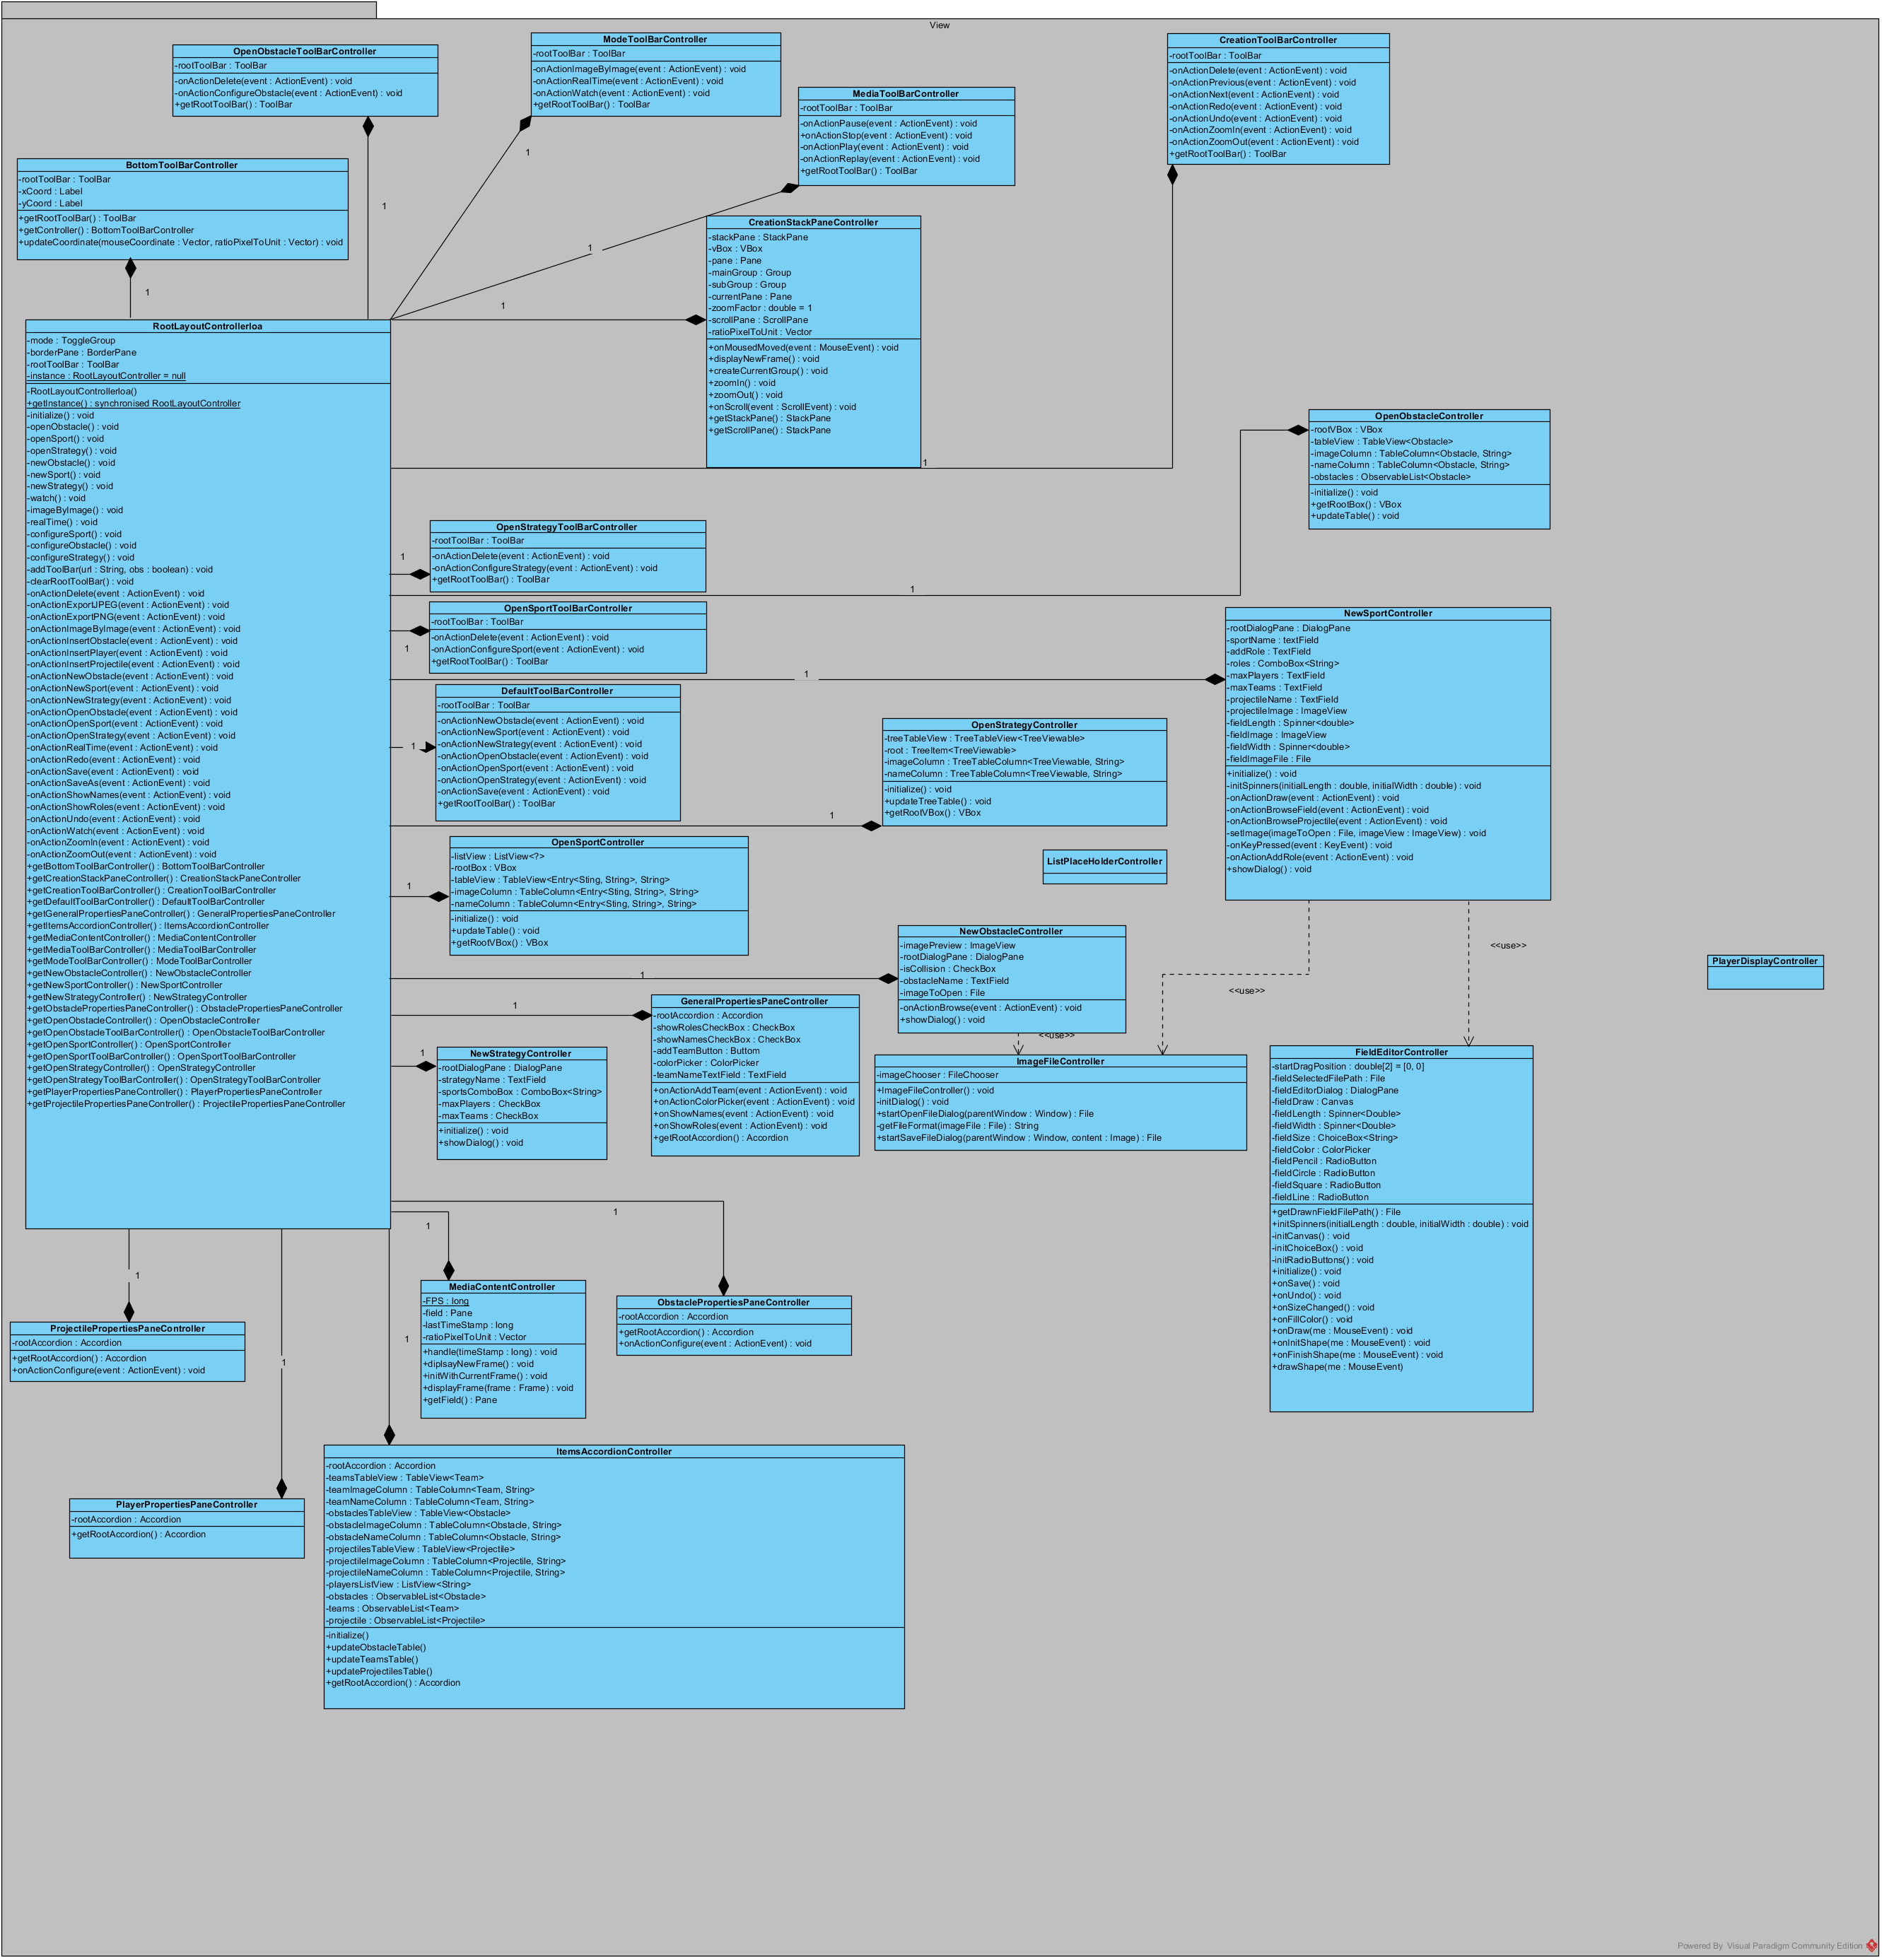 View
OpenObstacleToolBarController
-rootToolBar : ToolBar
-onActionDelete(event : ActionEvent) : void
-onActionConfigureObstacle(event : ActionEvent) : void
+getRootToolBar() : ToolBar
ModeToolBarController
-rootToolBar : ToolBar
-onActionImageByImage(event : ActionEvent) : void
-onActionRealTime(event : ActionEvent) : void
-onActionWatch(event : ActionEvent) : void
+getRootToolBar() : ToolBar
MediaToolBarController
-rootToolBar : ToolBar
-onActionPause(event : ActionEvent) : void
+onActionStop(event : ActionEvent) : void
-onActionPlay(event : ActionEvent) : void
-onActionReplay(event : ActionEvent) : void
+getRootToolBar() : ToolBar
CreationToolBarController
-rootToolBar : ToolBar
-onActionDelete(event : ActionEvent) : void
-onActionPrevious(event : ActionEvent) : void
-onActionNext(event : ActionEvent) : void
-onActionRedo(event : ActionEvent) : void
-onActionUndo(event : ActionEvent) : void
-onActionZoomIn(event : ActionEvent) : void
-onActionZoomOut(event : ActionEvent) : void
+getRootToolBar() : ToolBar
BottomToolBarController
-rootToolBar : ToolBar
-xCoord : Label
-yCoord : Label
+getRootToolBar() : ToolBar
+getController() : BottomToolBarController
+updateCoordinate(mouseCoordinate : Vector, ratioPixelToUnit : Vector) : void
1
1
1
1
1
CreationStackPaneController
-stackPane : StackPane
-vBox : VBox
-pane : Pane
-mainGroup : Group
-subGroup : Group
-currentPane : Pane
-zoomFactor : double = 1
-scrollPane : ScrollPane
-ratioPixelToUnit : Vector
+onMousedMoved(event : MouseEvent) : void
+displayNewFrame() : void
+createCurrentGroup() : void
+zoomIn() : void
+zoomOut() : void
+onScroll(event : ScrollEvent) : void
+getStackPane() : StackPane
+getScrollPane() : StackPane
1
RootLayoutControllerloa
-mode : ToggleGroup
-borderPane : BorderPane
-rootToolBar : ToolBar
-instance : RootLayoutController = null
-RootLayoutControllerloa()
+getInstance() : synchronised RootLayoutController
-initialize() : void
-openObstacle() : void
-openSport() : void
-openStrategy() : void
-newObstacle() : void
-newSport() : void
-newStrategy() : void
-watch() : void
-imageByImage() : void
-realTime() : void
-configureSport() : void
-configureObstacle() : void
-configureStrategy() : void
-addToolBar(url : String, obs : boolean) : void
-clearRootToolBar() : void
-onActionDelete(event : ActionEvent) : void
-onActionExportJPEG(event : ActionEvent) : void
-onActionExportPNG(event : ActionEvent) : void
-onActionImageByImage(event : ActionEvent) : void
-onActionInsertObstacle(event : ActionEvent) : void
-onActionInsertPlayer(event : ActionEvent) : void
-onActionInsertProjectile(event : ActionEvent) : void
-onActionNewObstacle(event : ActionEvent) : void
-onActionNewSport(event : ActionEvent) : void
-onActionNewStrategy(event : ActionEvent) : void
-onActionOpenObstacle(event : ActionEvent) : void
-onActionOpenSport(event : ActionEvent) : void
-onActionOpenStrategy(event : ActionEvent) : void
-onActionRealTime(event : ActionEvent) : void
-onActionRedo(event : ActionEvent) : void
-onActionSave(event : ActionEvent) : void
-onActionSaveAs(event : ActionEvent) : void
-onActionShowNames(event : ActionEvent) : void
-onActionShowRoles(event : ActionEvent) : void
-onActionUndo(event : ActionEvent) : void
-onActionWatch(event : ActionEvent) : void
-onActionZoomIn(event : ActionEvent) : void
-onActionZoomOut(event : ActionEvent) : void
+getBottomToolBarController() : BottomToolBarController
+getCreationStackPaneController() : CreationStackPaneController
+getCreationToolBarController() : CreationToolBarController
+getDefaultToolBarController() : DefaultToolBarController
+getGeneralPropertiesPaneController() : GeneralPropertiesPaneController
+getItemsAccordionController() : ItemsAccordionController
+getMediaContentController() : MediaContentController
+getMediaToolBarController() : MediaToolBarController
+getModeToolBarController() : ModeToolBarController
+getNewObstacleController() : NewObstacleController
+getNewSportController() : NewSportController
+getNewStrategyController() : NewStrategyController
+getObstaclePropertiesPaneController() : ObstaclePropertiesPaneController
+getOpenObstacleController() : OpenObstacleController
+getOpenObstacleToolBarController() : OpenObstacleToolBarController
+getOpenSportController() : OpenSportController
+getOpenSportToolBarController() : OpenSportToolBarController
+getOpenStrategyController() : OpenStrategyController
+getOpenStrategyToolBarController() : OpenStrategyToolBarController
+getPlayerPropertiesPaneController() : PlayerPropertiesPaneController
+getProjectilePropertiesPaneController() : ProjectilePropertiesPaneController
OpenObstacleController
-rootVBox : VBox
-tableView : TableView<Obstacle>
-imageColumn : TableColumn<Obstacle, String>
-nameColumn : TableColumn<Obstacle, String>
-obstacles : ObservableList<Obstacle>
-initialize() : void
+getRootBox() : VBox
+updateTable() : void
OpenStrategyToolBarController
-rootToolBar : ToolBar
-onActionDelete(event : ActionEvent) : void
-onActionConfigureStrategy(event : ActionEvent) : void
+getRootToolBar() : ToolBar
1
1
OpenSportToolBarController
-rootToolBar : ToolBar
-onActionDelete(event : ActionEvent) : void
-onActionConfigureSport(event : ActionEvent) : void
+getRootToolBar() : ToolBar
1
1
NewSportController
-rootDialogPane : DialogPane
-sportName : textField
-addRole : TextField
-roles : ComboBox<String>
-maxPlayers : TextField
-maxTeams : TextField
-projectileName : TextField
-projectileImage : ImageView
-fieldLength : Spinner<double>
-fieldImage : ImageView
-fieldWidth : Spinner<double>
-fieldImageFile : File
+initialize() : void
-initSpinners(initialLength : double, initialWidth : double) : void
-onActionDraw(event : ActionEvent) : void
-onActionBrowseField(event : ActionEvent) : void
-onActionBrowseProjectile(event : ActionEvent) : void
-setImage(imageToOpen : File, imageView : ImageView) : void
-onKeyPressed(event : KeyEvent) : void
-onActionAddRole(event : ActionEvent) : void
+showDialog() : void
DefaultToolBarController
-rootToolBar : ToolBar
-onActionNewObstacle(event : ActionEvent) : void
-onActionNewSport(event : ActionEvent) : void
-onActionNewStrategy(event : ActionEvent) : void
-onActionOpenObstacle(event : ActionEvent) : void
-onActionOpenSport(event : ActionEvent) : void
-onActionOpenStrategy(event : ActionEvent) : void
-onActionSave(event : ActionEvent) : void
+getRootToolBar() : ToolBar
1
OpenStrategyController
-treeTableView : TreeTableView<TreeViewable>
-root : TreeItem<TreeViewable>
-imageColumn : TreeTableColumn<TreeViewable, String>
-nameColumn : TreeTableColumn<TreeViewable, String>
-initialize() : void
+updateTreeTable() : void
+getRootVBox() : VBox
1
OpenSportController
-listView : ListView<?>
-rootBox : VBox
-tableView : TableView<Entry<Sting, String>, String>
-imageColumn : TableColumn<Entry<Sting, String>, String>
-nameColumn : TableColumn<Entry<Sting, String>, String>
-initialize() : void
+updateTable() : void
+getRootVBox() : VBox
1
ListPlaceHolderController
NewObstacleController
-imagePreview : ImageView
-rootDialogPane : DialogPane
-isCollision : CheckBox
-obstacleName : TextField
-imageToOpen : File
-onActionBrowse(event : ActionEvent) : void
+showDialog() : void
1
<<use>>
<<use>>
<<use>>
PlayerDisplayController
GeneralPropertiesPaneController
-rootAccordion : Accordion
-showRolesCheckBox : CheckBox
-showNamesCheckBox : CheckBox
-addTeamButton : Buttom
-colorPicker : ColorPicker
-teamNameTextField : TextField
+onActionAddTeam(event : ActionEvent) : void
+onActionColorPicker(event : ActionEvent) : void
+onShowNames(event : ActionEvent) : void
+onShowRoles(event : ActionEvent) : void
+getRootAccordion() : Accordion
1
NewStrategyController
-rootDialogPane : DialogPane
-strategyName : TextField
-sportsComboBox : ComboBox<String>
-maxPlayers : CheckBox
-maxTeams : CheckBox
+initialize() : void
+showDialog() : void
1
ImageFileController
-imageChooser : FileChooser
+ImageFileController() : void
-initDialog() : void
+startOpenFileDialog(parentWindow : Window) : File
-getFileFormat(imageFile : File) : String
+startSaveFileDialog(parentWindow : Window, content : Image) : File
FieldEditorController
-startDragPosition : double[2] = [0, 0]
-fieldSelectedFilePath : File
-fieldEditorDialog : DialogPane
-fieldDraw : Canvas
-fieldLength : Spinner<Double>
-fieldWidth : Spinner<Double>
-fieldSize : ChoiceBox<String>
-fieldColor : ColorPicker
-fieldPencil : RadioButton
-fieldCircle : RadioButton
-fieldSquare : RadioButton
-fieldLine : RadioButton
+getDrawnFieldFilePath() : File
+initSpinners(initialLength : double, initialWidth : double) : void
-initCanvas() : void
-initChoiceBox() : void
-initRadioButtons() : void
+initialize() : void
+onSave() : void
+onUndo() : void
+onSizeChanged() : void
+onFillColor() : void
+onDraw(me : MouseEvent) : void
+onInitShape(me : MouseEvent) : void
+onFinishShape(me : MouseEvent) : void
+drawShape(me : MouseEvent)
1
1
1
1
1
MediaContentController
-FPS : long
-field : Pane
-lastTimeStamp : long
-ratioPixelToUnit : Vector
+handle(timeStamp : long) : void
+diplsayNewFrame() : void
+initWithCurrentFrame() : void
+displayFrame(frame : Frame) : void
+getField() : Pane
ObstaclePropertiesPaneController
-rootAccordion : Accordion
+getRootAccordion() : Accordion
+onActionConfigure(event : ActionEvent) : void
ProjectilePropertiesPaneController
-rootAccordion : Accordion
+getRootAccordion() : Accordion
+onActionConfigure(event : ActionEvent) : void
PlayerPropertiesPaneController
-rootAccordion : Accordion
+getRootAccordion() : Accordion
ItemsAccordionController
-rootAccordion : Accordion
-teamsTableView : TableView<Team>
-teamImageColumn : TableColumn<Team, String>
-teamNameColumn : TableColumn<Team, String>
-obstaclesTableView : TableView<Obstacle>
-obstacleImageColumn : TableColumn<Obstacle, String>
-obstacleNameColumn : TableColumn<Obstacle, String>
-projectilesTableView : TableView<Projectile>
-projectileImageColumn : TableColumn<Projectile, String>
-projectileNameColumn : TableColumn<Projectile, String>
-playersListView : ListView<String>
-obstacles : ObservableList<Obstacle>
-teams : ObservableList<Team>
-projectile : ObservableList<Projectile>
-initialize()
+updateObstacleTable()
+updateTeamsTable()
+updateProjectilesTable()
+getRootAccordion() : Accordion
Powered By Visual Paradigm Community Edition